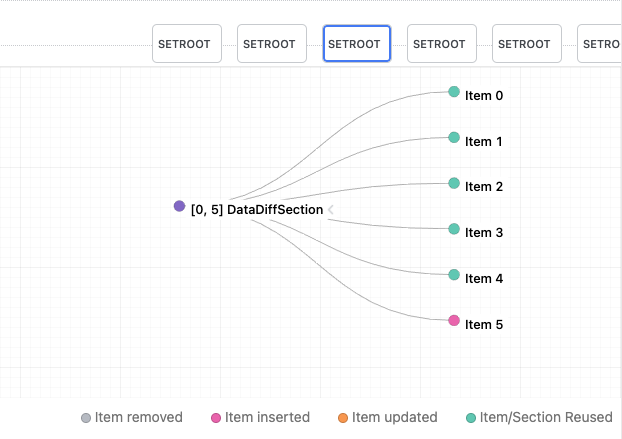 SETROOT SETROOT SETROOT SETROOT SETROOT SETRO
Item 0
Item 1
Item 2
[0, 5] DataDiffSection <
Item 3
Item 4
Item 5
Item removed Item inserted Item updated Item/Section Reused